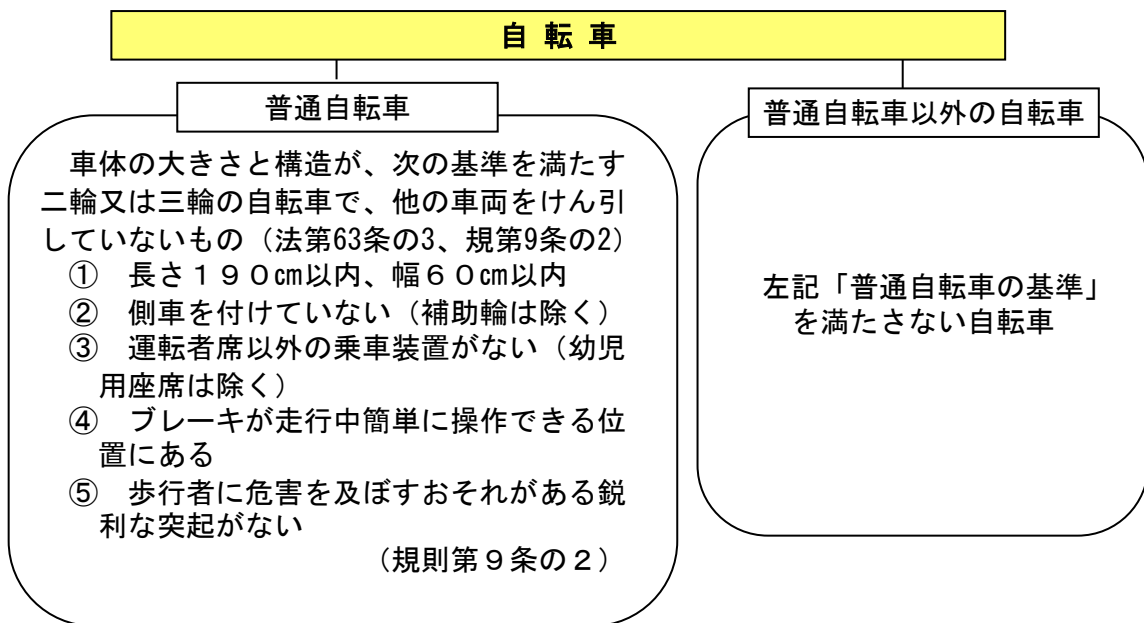 自 転 車
普通自転車
車体の大きさと構造が、次の基準を満たす
二輪又は三輪の自転車で、他の車両をけん引
していないもの（法第63条の3、規第9条の2）
①　長さ１９０㎝以内、幅６０㎝以内
②　側車を付けていない（補助輪は除く）
③　運転者席以外の乗車装置がない（幼児
用座席は除く）
④　ブレーキが走行中簡単に操作できる位
置にある
⑤　歩行者に危害を及ぼすおそれがある鋭
利な突起がない
（規則第９条の２）
普通自転車以外の自転車
左記「普通自転車の基準」
を満たさない自転車